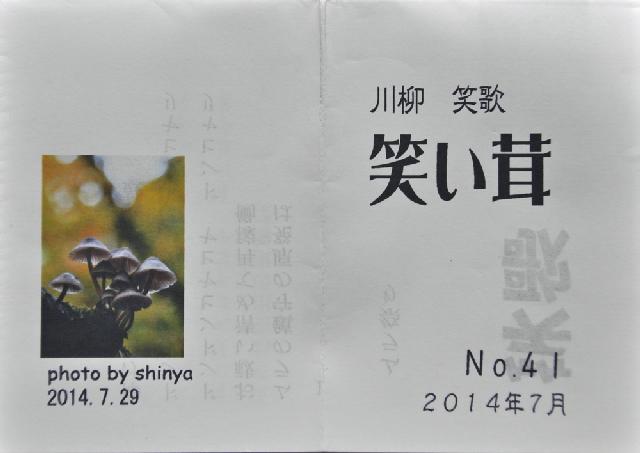 川柳　笑歌
笑い茸
No.41
2014年7月
photo by shinya
2014.7.29